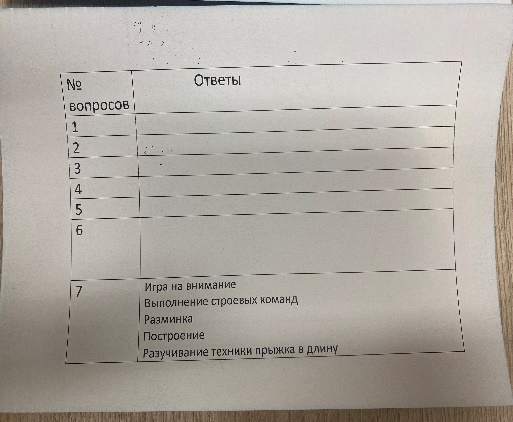 № Ответы
вопросов
1
2
3
4
5
6
7 Игра на внимание
Выполнение строевых команд
Разминка
Построение
Разучивание техники прыжка в длину